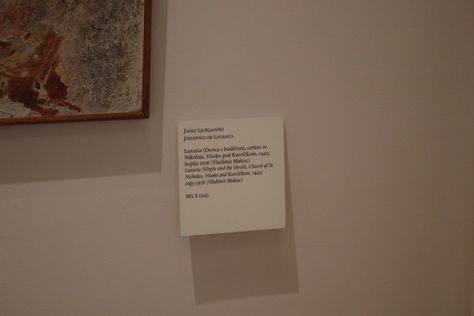 Janez Ljubljanski
Johannes de Laybaco
Luxuria (Devica s hudičem), cerkev sv.
Nikolaja, Visoko pod Kureščkom, 1443;
kopija 1956 (Vladimir Makuc)
Luxuria (Virgin and the Devil), Church of St
Nicholas, Visoko pod Kureščkom, 1443;
copy 1956 (Vladimir Makuc)
NG S 1245